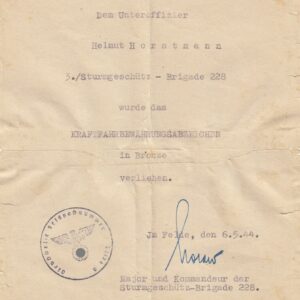 Dem Unteroffizier
Helmut Horstmann
3./Sturmgeschütz - Brigade 228
wurde das
KRAFTFAHRBEWÄHRUNGSABZEICHEN
in Bronze
verliehen.
Im Felde, den 6.9.44.
Major und Kommandeur der
Sturmgeschütz-Brigade 228.